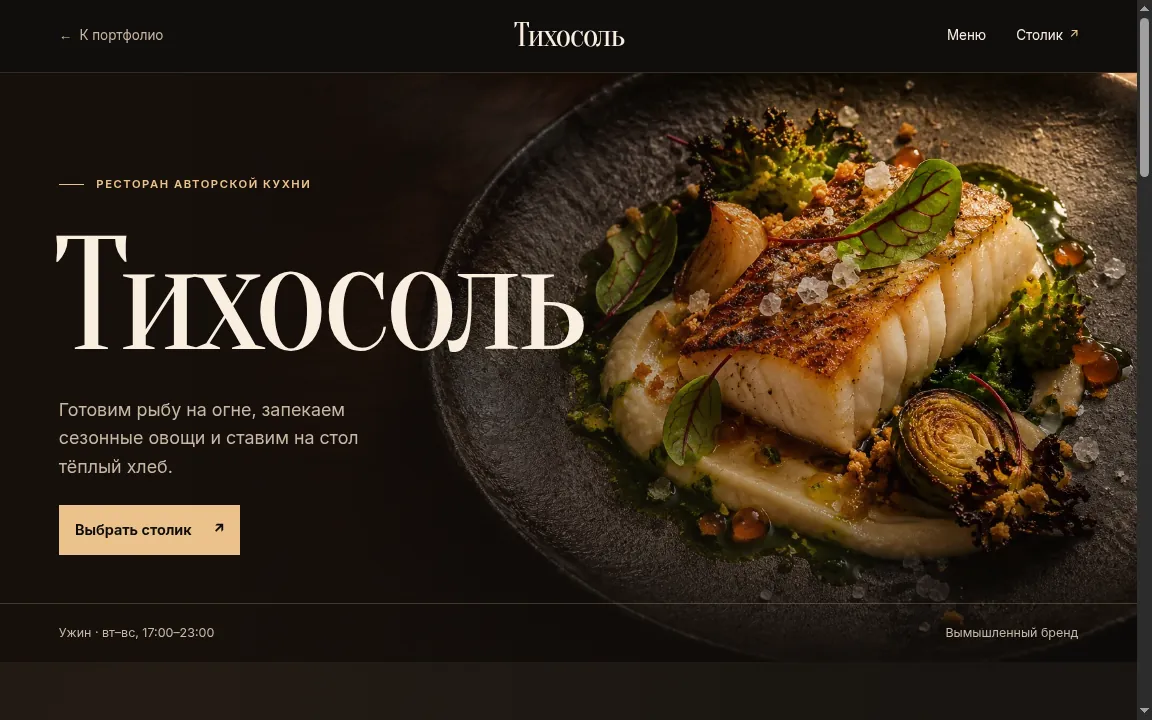 ← К портфолио
Тихосоль
Меню
Столик ↗
РЕСТОРАН АВТОРСКОЙ КУХНИ
Тихосоль
Готовим рыбу на огне, запекаем
сезонные овощи и ставим на стол
тёплый хлеб.
Выбрать столик ↗
Ужин · вт–вс, 17:00–23:00
Вымышленный бренд